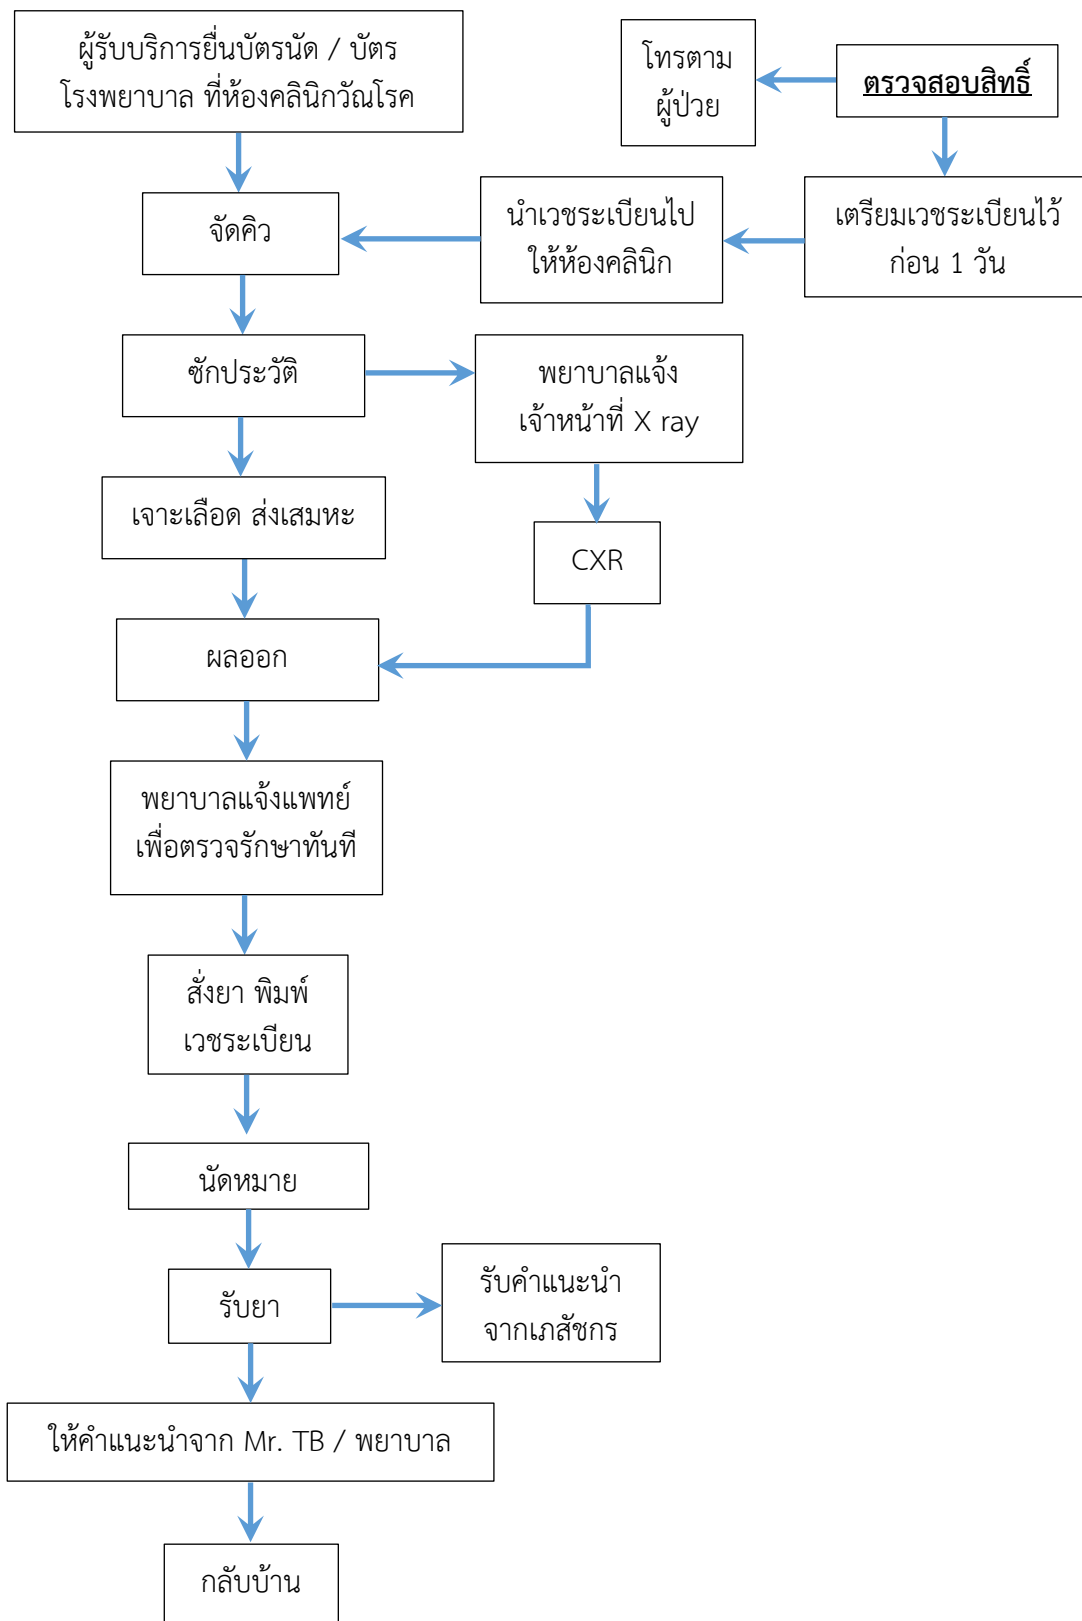 ผู้รับบริการยื่นบัตรนัด / บัตร
โรงพยาบาล ที่ห้องคลินิกวัณโรค
โทรตาม
ผู้ป่วย
ตรวจสอบสิทธิ์
จัดคิว
นำเวชระเบียนไป
ให้ห้องคลินิก
เตรียมเวชระเบียนไว้
ก่อน 1 วัน
ซักประวัติ
พยาบาลแจ้ง
เจ้าหน้าที่ X ray
เจาะเลือด ส่งเสมหะ
CXR
ผลออก
พยาบาลแจ้งแพทย์
เพื่อตรวจรักษาทันที
สั่งยา พิมพ์
เวชระเบียน
นัดหมาย
รับยา
รับคำแนะนำ
จากเภสัชกร
ให้คำแนะนำจาก Mr. TB / พยาบาล
กลับบ้าน